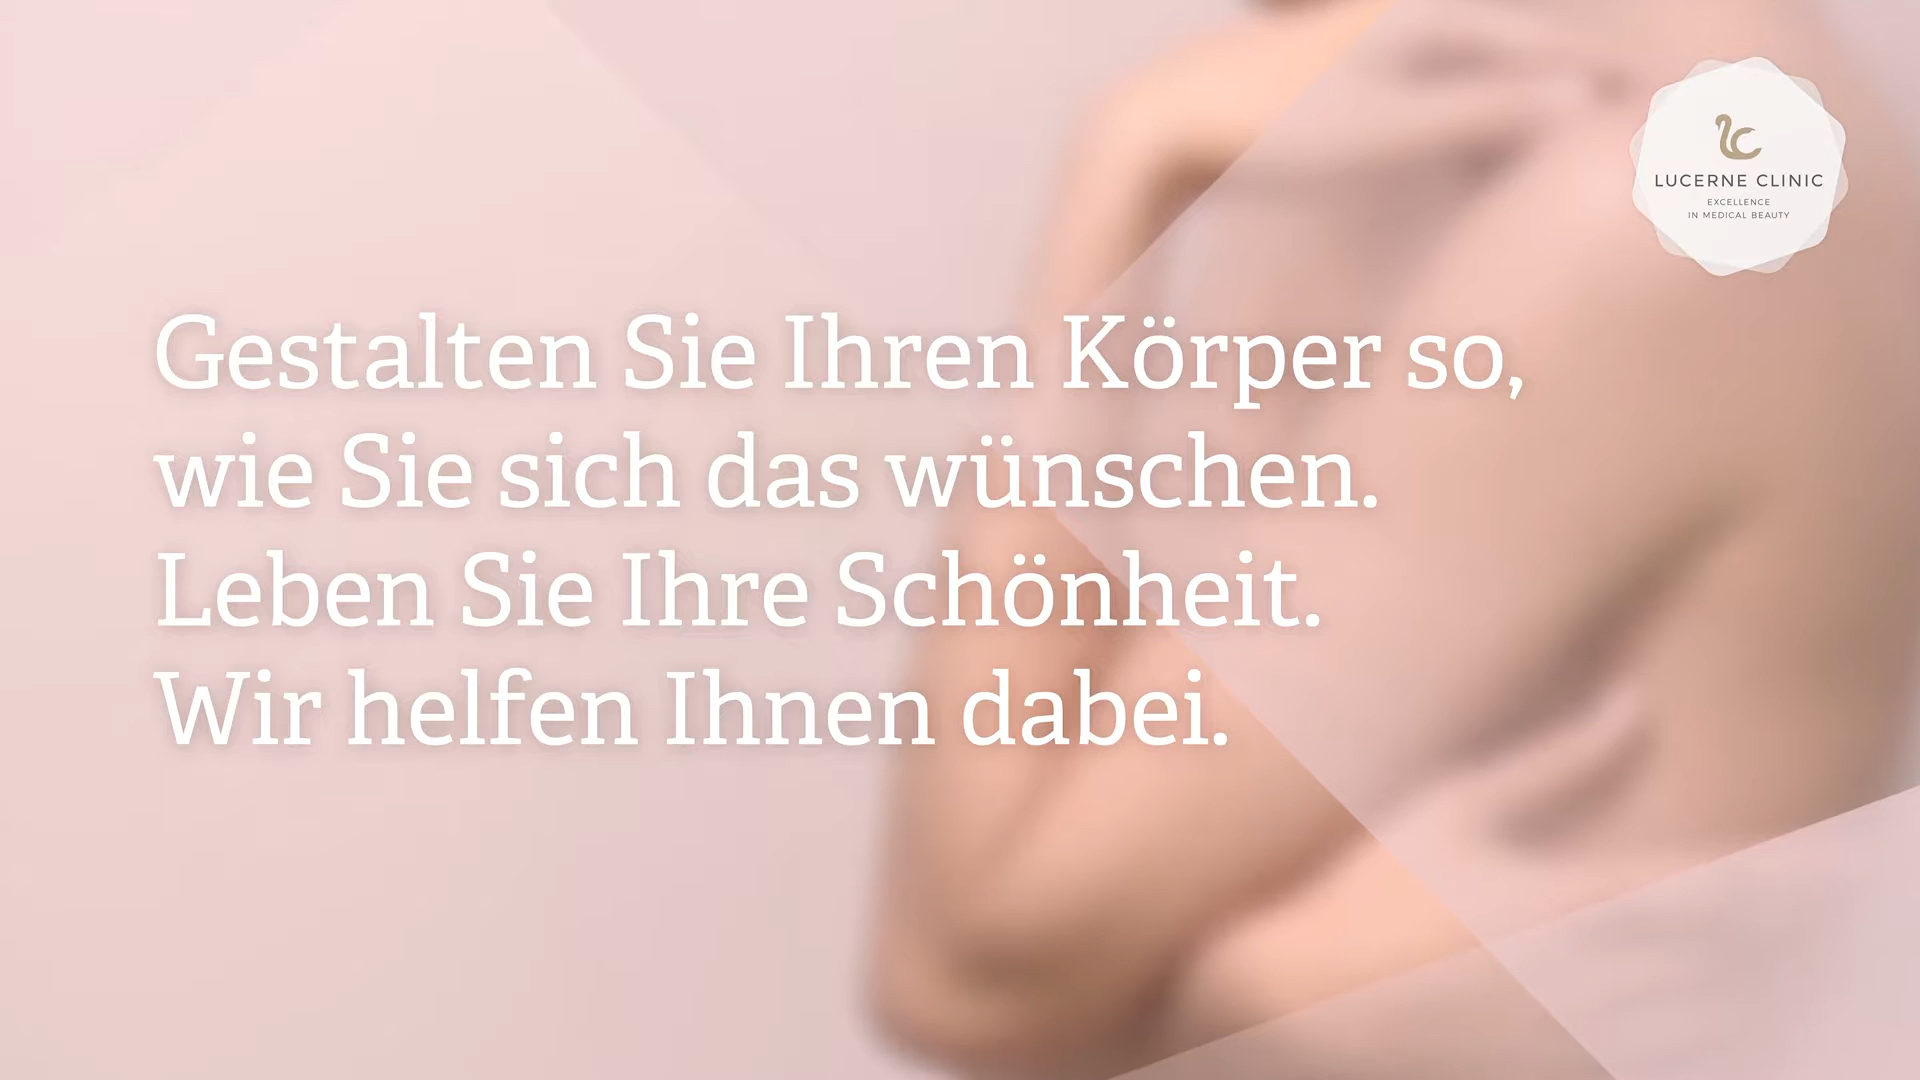 Gestalten Sie Ihren Körper so,
wie Sie sich das wünschen.
Leben Sie Ihre Schönheit.
Wir helfen Ihnen dabei.
LUCERNE CLINIC
EXCELLENCE
IN MEDICAL BEAUTY